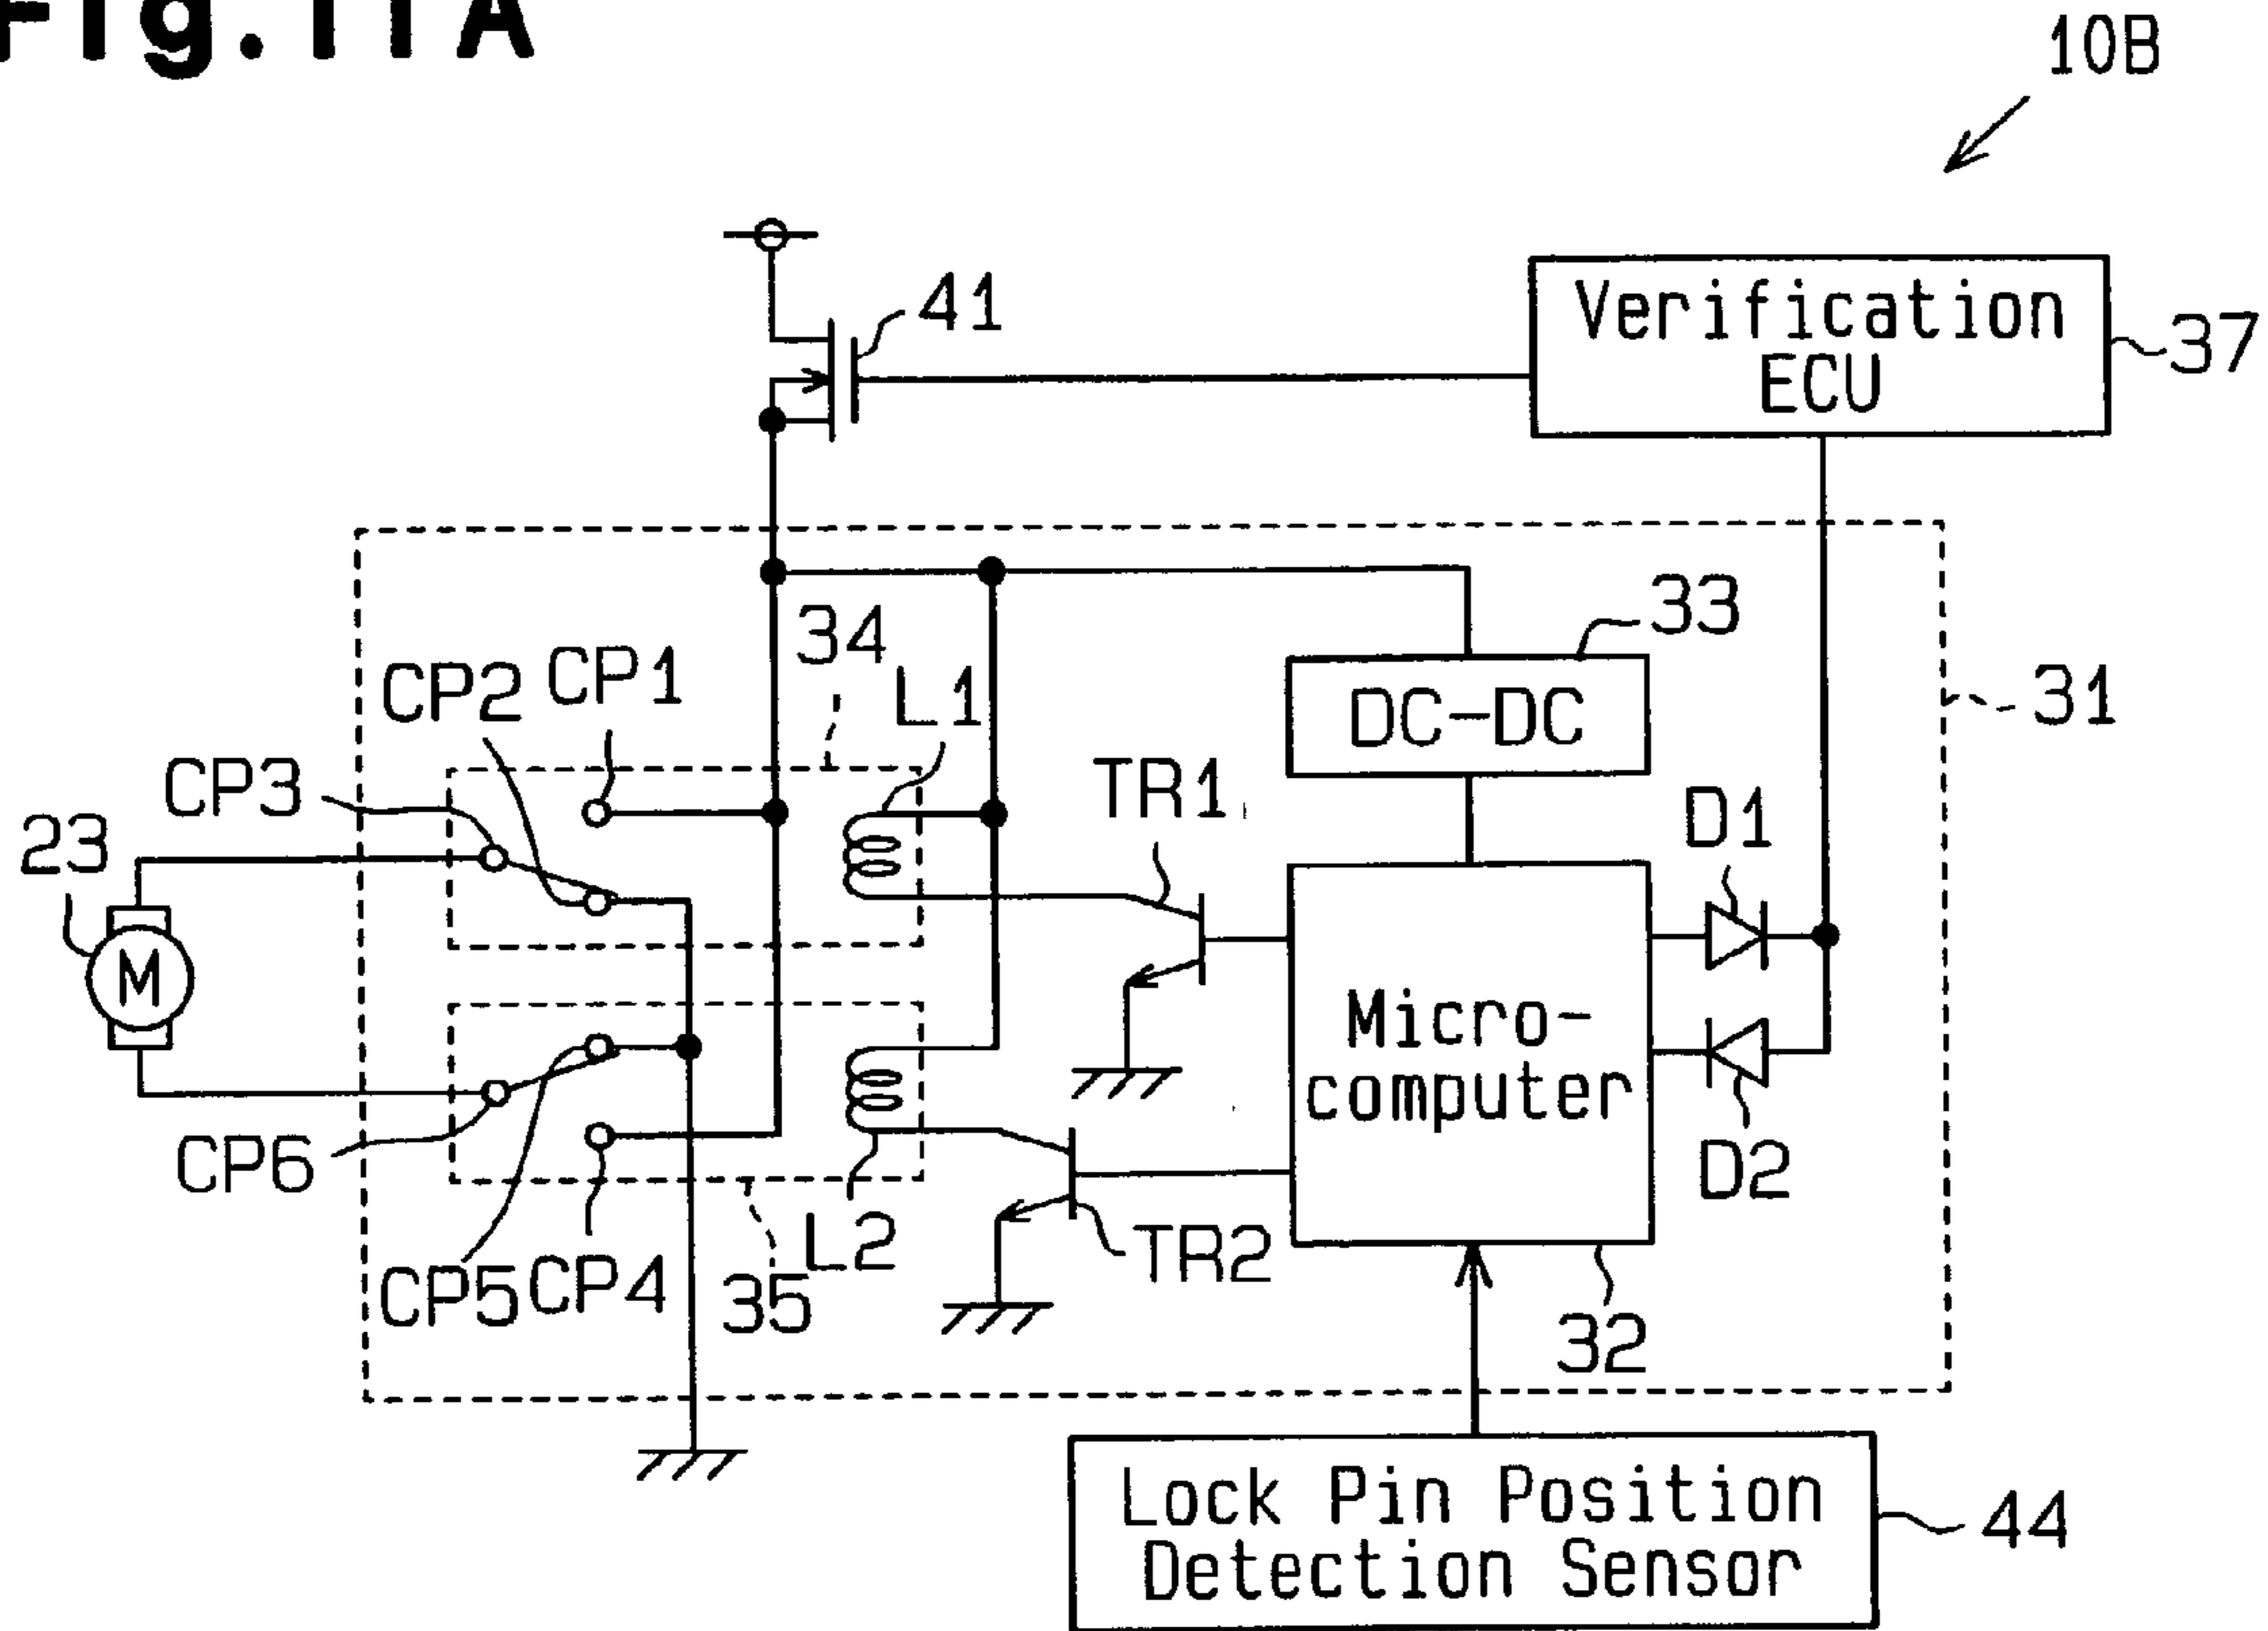 Fig.11A
10B
41
Verification
ECU
37
33
34
CP2 CP1
L1
DC-DC
31
CP3
TR1
D1
23
M
Micro-
computer
CP6
D2
L2
TR2
CP5 CP4
35
32
Lock Pin Position
Detection Sensor
44